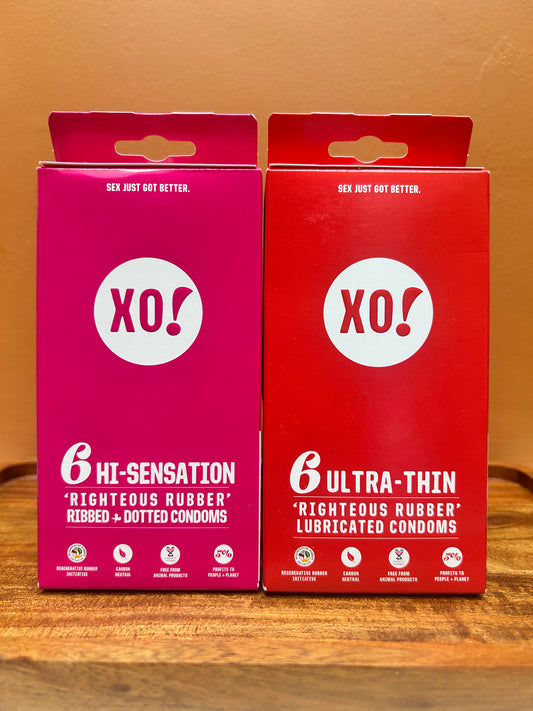 SEX JUST GOT BETTER.
XO!
6 HI-SENSATION
'RIGHTEOUS RUBBER'
RIBBED + DOTTED CONDOMS
REGENERATIVE RUBBER
INITIATIVE
CARBON
NEUTRAL
FREE FROM
ANIMAL PRODUCTS
5%
PROFITS TO
PEOPLE + PLANET
SEX JUST GOT BETTER.
XO!
6 ULTRA-THIN
'RIGHTEOUS RUBBER'
LUBRICATED CONDOMS
REGENERATIVE RUBBER
INITIATIVE
CARBON
NEUTRAL
FREE FROM
ANIMAL PRODUCTS
5%
PROFITS TO
PEOPLE + PLANET